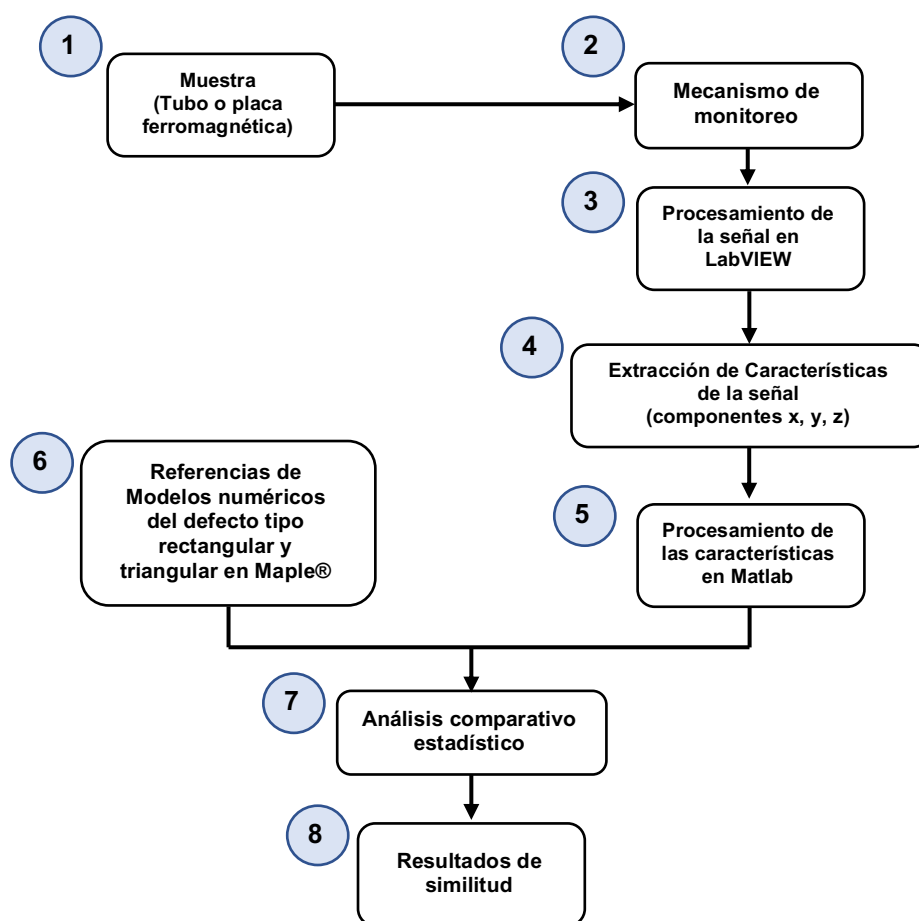 1
Muestra
(Tubo o placa
ferromagnética)
2
Mecanismo de
monitoreo
3
Procesamiento de
la señal en
LabVIEW
4
Extracción de Características
de la señal
(componentes x, y, z)
5
Procesamiento de
las características
en Matlab
6
Referencias de
Modelos numéricos
del defecto tipo
rectangular y
triangular en Maple®
7
Análisis comparativo
estadístico
8
Resultados de
similitud